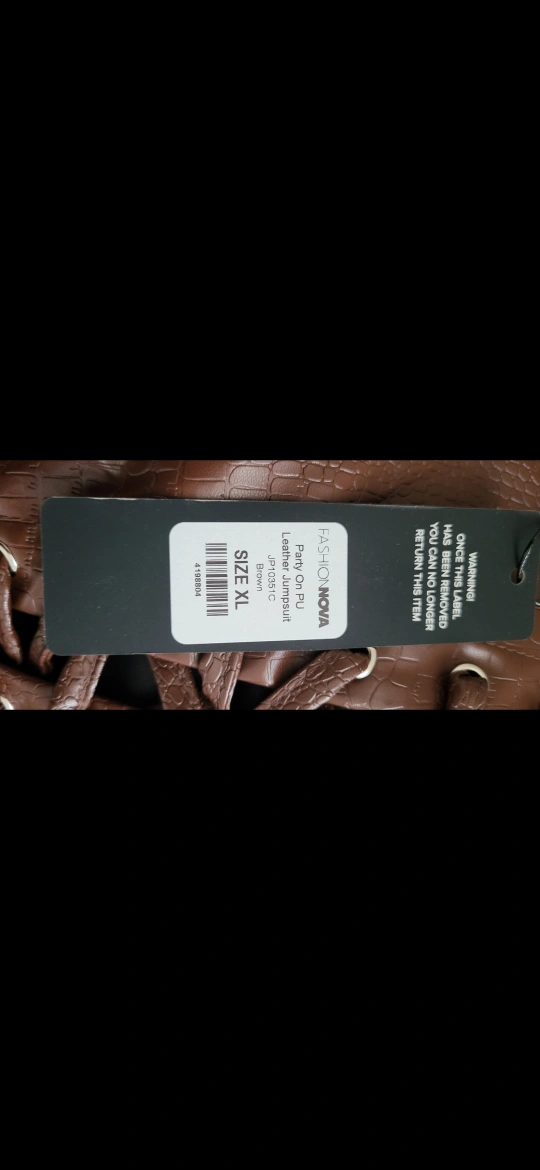 WARNING!
ONCE THIS LABEL
HAS BEEN REMOVED
YOU CAN NO LONGER
RETURN THIS ITEM
FASHIONNOVA
Party On PU
Leather Jumpsuit
JP10351C
Brown
SIZE XL
4198804